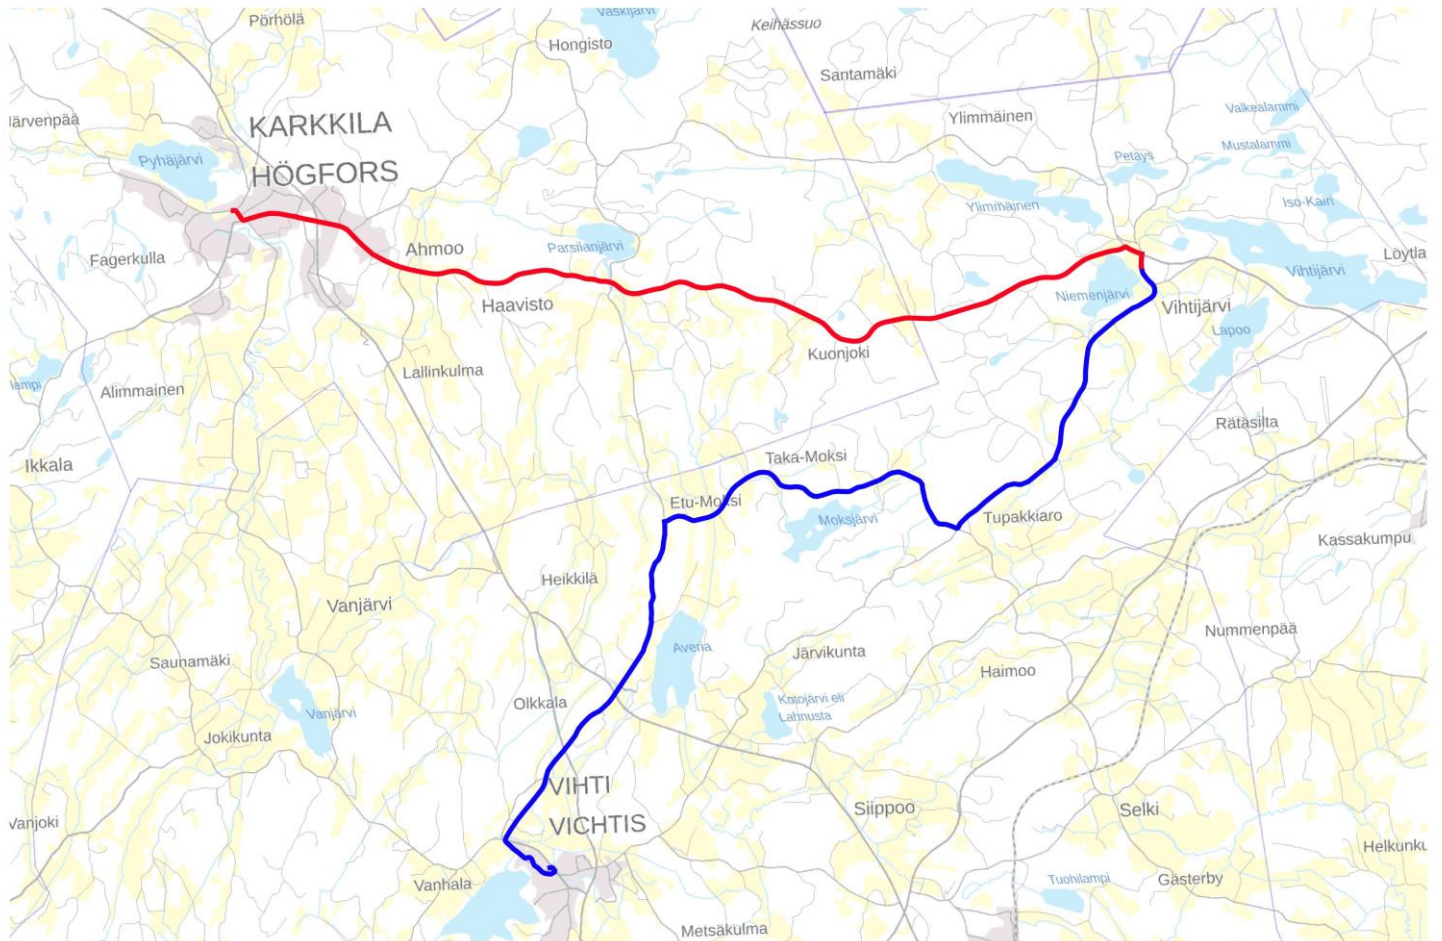 Pörhölä
Vaskijärvi
Keihässuo
Hongisto
Santamäki
Järvenpää
KARKKILA
HÖGFORS
Pyhäjärvi
Ylimmäinen
Valkealammi
Mustalammi
Petäys
Ylimmäinen
Iso-Kairi
Fagerkulla
Ahmoo
Parsilanjärvi
Löytla
Vihtijärvi
Niemenjärvi
Haavisto
Vihtijärvi
Lapoo
Kuonjoki
lampi
Alimmainen
Lallinkulma
Rätäsilta
Ikkala
Taka-Moksi
Etu-Moksi
Moksjärvi
Tupakkiaro
Kassakumpu
Heikkilä
Vanjärvi
Nummenpää
Saunamäki
Averia
Järvikunta
Haimoo
Olkkala
Kotojärvi eli
Lahnusta
Vanjärvi
Jokikunta
VIHTI
VICHTIS
Siippoo
Selki
Vanjoki
Helkunku
Vanhala
Tuohilampi
Gästerby
Metsäkulma